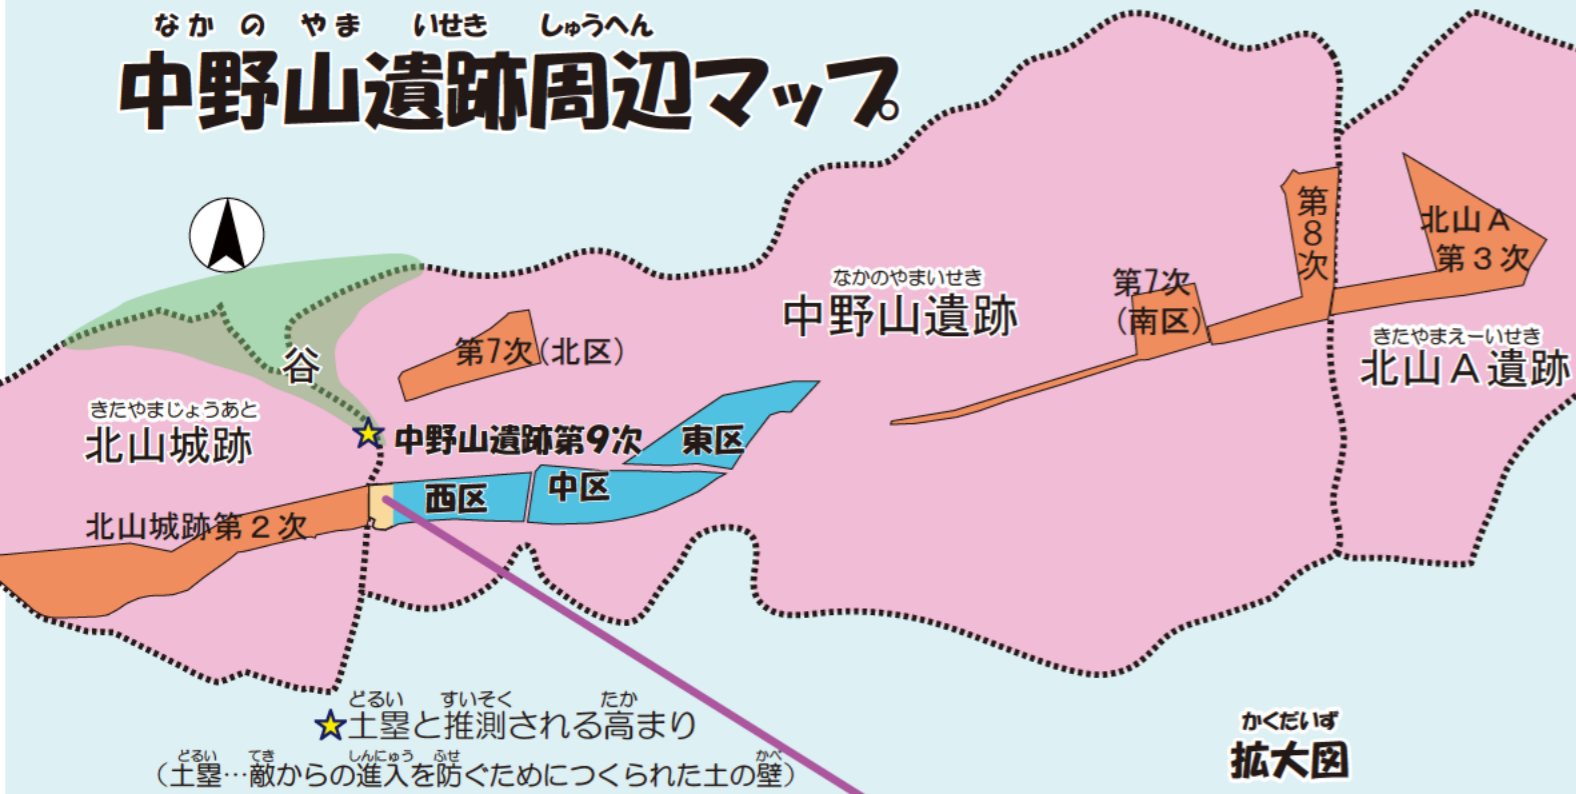 なかのやま いせき しゅうへん
中野山遺跡周辺マップ
谷
第7次(北区)
なかのやまいせき
中野山遺跡
第7次
(南区)
第8次
北山A
第3次
きたやまえーいせき
北山A遺跡
きたやまじょうあと
北山城跡
中野山遺跡第9次
東区
西区
中区
北山城跡第2次
どるい すいそく たか
☆土塁と推測される高まり
どるい てき しんにゅう ふせ かべ
(土塁…敵からの進入を防ぐためにつくられた土の壁)
かくだいず
拡大図